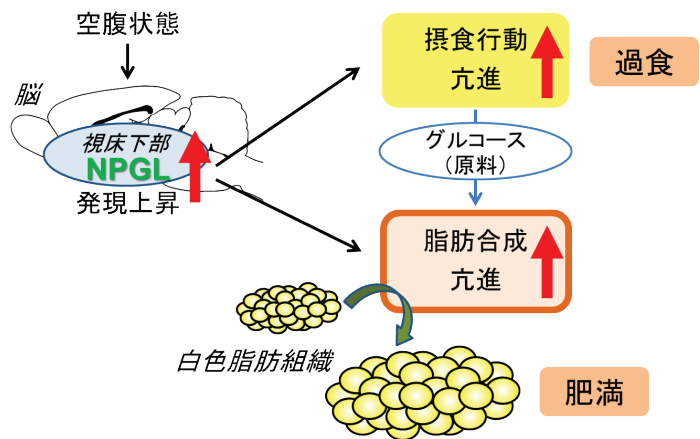 空腹状態
脳
視床下部
NPGL
発現上昇
摂食行動
亢進
過食
グルコース
(原料)
脂肪合成
亢進
白色脂肪組織
肥満